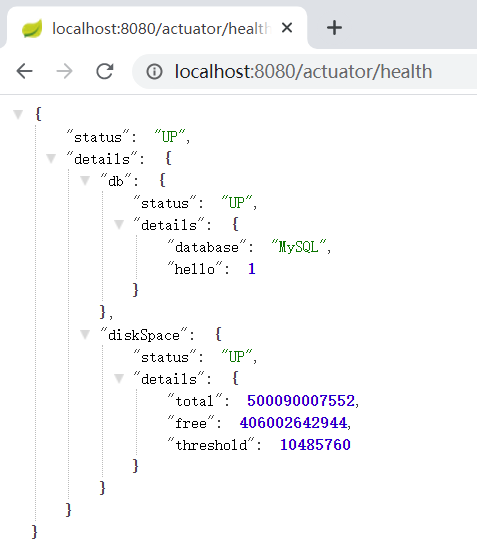 localhost:8080/actuator/health
localhost:8080/actuator/health
{
"status": "UP",
"details": {
"db": {
"status": "UP",
"details": {
"database": "MySQL",
"hello": 1
}
},
"diskSpace": {
"status": "UP",
"details": {
"total": 500090007552,
"free": 406002642944,
"threshold": 10485760
}
}
}
}